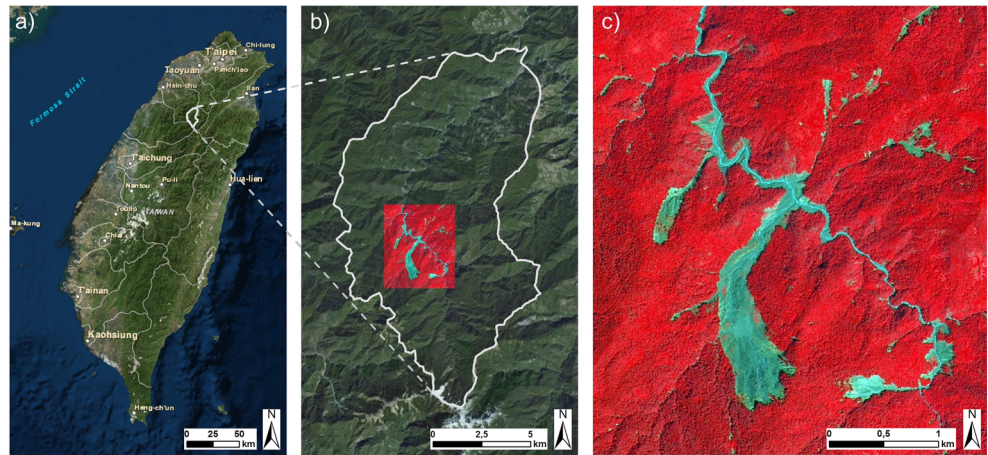 a)
Chi-lung
T'aipei
Taoyuan
Panch'iao
Hsin-chu
Ilan
Formosa Strait
T'aichung
Pu-li
Nantou
Hua-lien
Touliu
TAIWAN
Ma-kung
Chia
T'ainan
Kaohsiung
Heng-ch'un
N
0 25 50
km
b)
N
0 2,5 5
km
c)
N
0 0,5 1
km